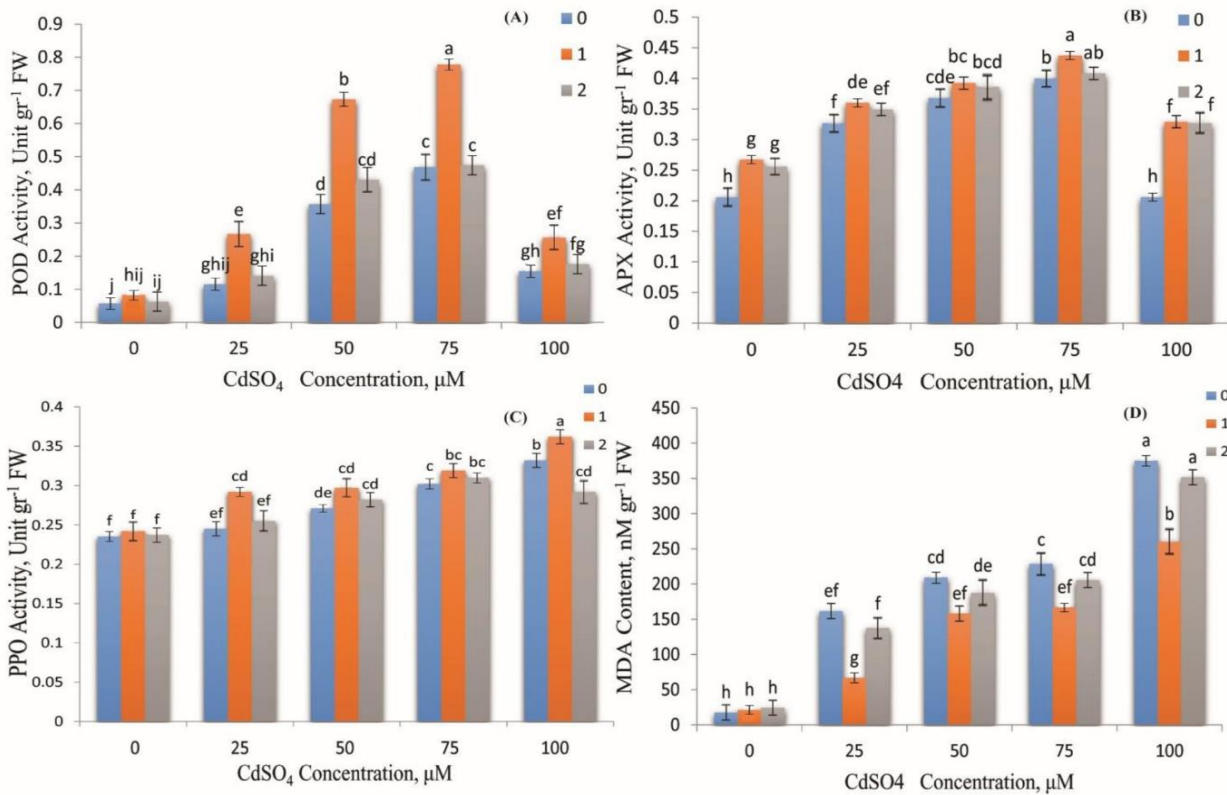 (A)
0
1
2
POD Activity, Unit gr-1 FW
0.9
0.8
0.7
0.6
0.5
0.4
0.3
0.2
0.1
0
j hij ij
ghij e ghi
d b cd
c a c
gh ef fg
0 25 50 75 100
CdSO4 Concentration, μM
(B)
0
1
2
APX Activity, Unit gr-1 FW
0.5
0.45
0.4
0.35
0.3
0.25
0.2
0.15
0.1
0.05
0
h g g
f de ef
cde bc bcd
b a ab
h f f
0 25 50 75 100
CdSO4 Concentration, μM
(C)
0
1
2
PPO Activity, Unit gr-1 FW
0.4
0.35
0.3
0.25
0.2
0.15
0.1
0.05
0
f f f
ef cd ef
de cd cd
c bc bc
b a cd
0 25 50 75 100
CdSO4 Concentration, μM
(D)
0
1
2
MDA Content, nM gr-1 FW
450
400
350
300
250
200
150
100
50
0
h h h
ef g f
cd ef de
c ef cd
a b a
0 25 50 75 100
CdSO4 Concentration, μM